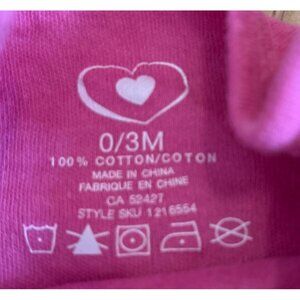 0/3M
100% COTTON/COTON
MADE IN CHINA
FABRIQUE EN CHINE
CA 52427
STYLE SKU 1216554